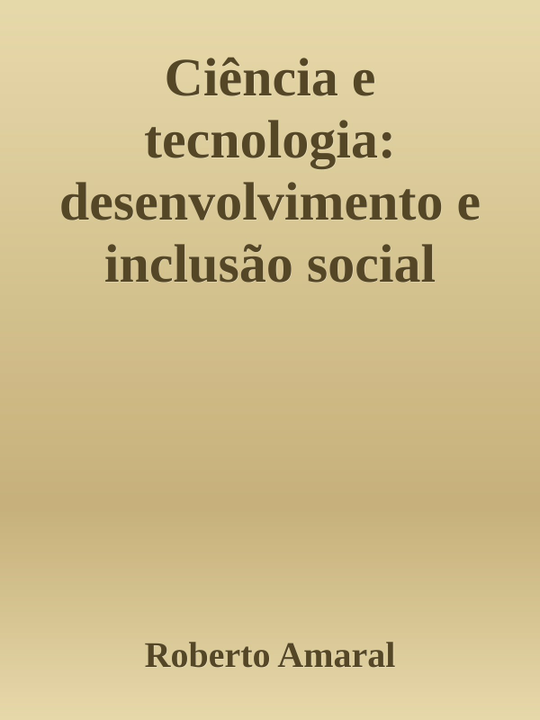 Ciência e
tecnologia:
desenvolvimento e
inclusão social
Roberto Amaral